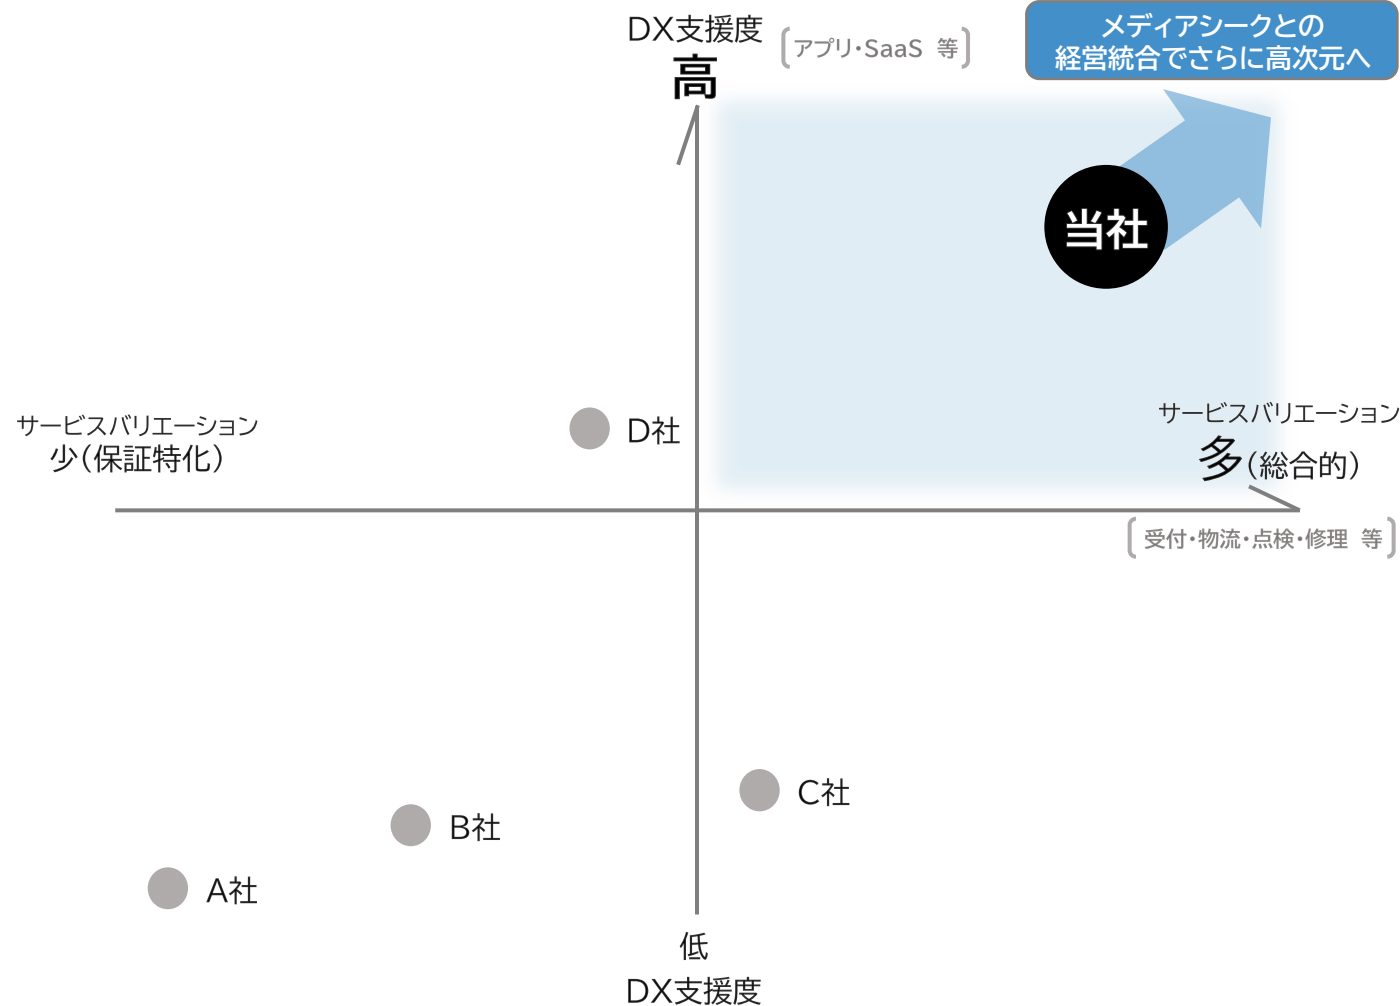 DX支援度
高
アプリ・SaaS 等
メディアシークとの
経営統合でさらに高次元へ
当社
サービスバリエーション
少（保証特化）
D社
サービスバリエーション
多（総合的）
受付・物流・点検・修理 等
C社
B社
A社
低
DX支援度